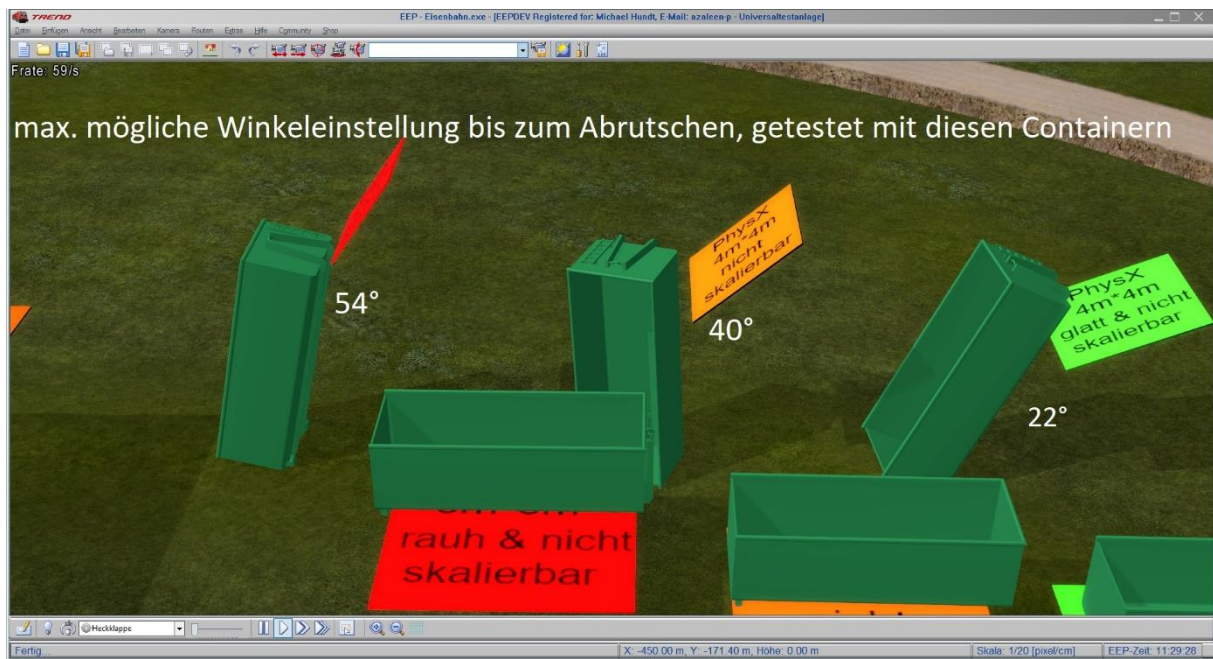 TREND
EEP - Eisenbahn.exe - [EEPDEV Registered for: Michael Hundt, E-Mail: azaleen-p - Universaltestanlage]
Datei Einfügen Ansicht Bearbeiten Kamera Routen Extras Hilfe Community Shop
Frate: 59/s
max. mögliche Winkeleinstellung bis zum Abrutschen, getestet mit diesen Containern
PhysX
4m*4m
nicht
skalierbar
PhysX
4m*4m
glatt & nicht
skalierbar
54°
40°
22°
rauh & nicht
skalierbar
Heckklappe
Fertig...
X: -450.00 m, Y: -171.40 m, Höhe: 0.00 m
Skala: 1/20 [pixel/cm]
EEP-Zeit: 11:29:28